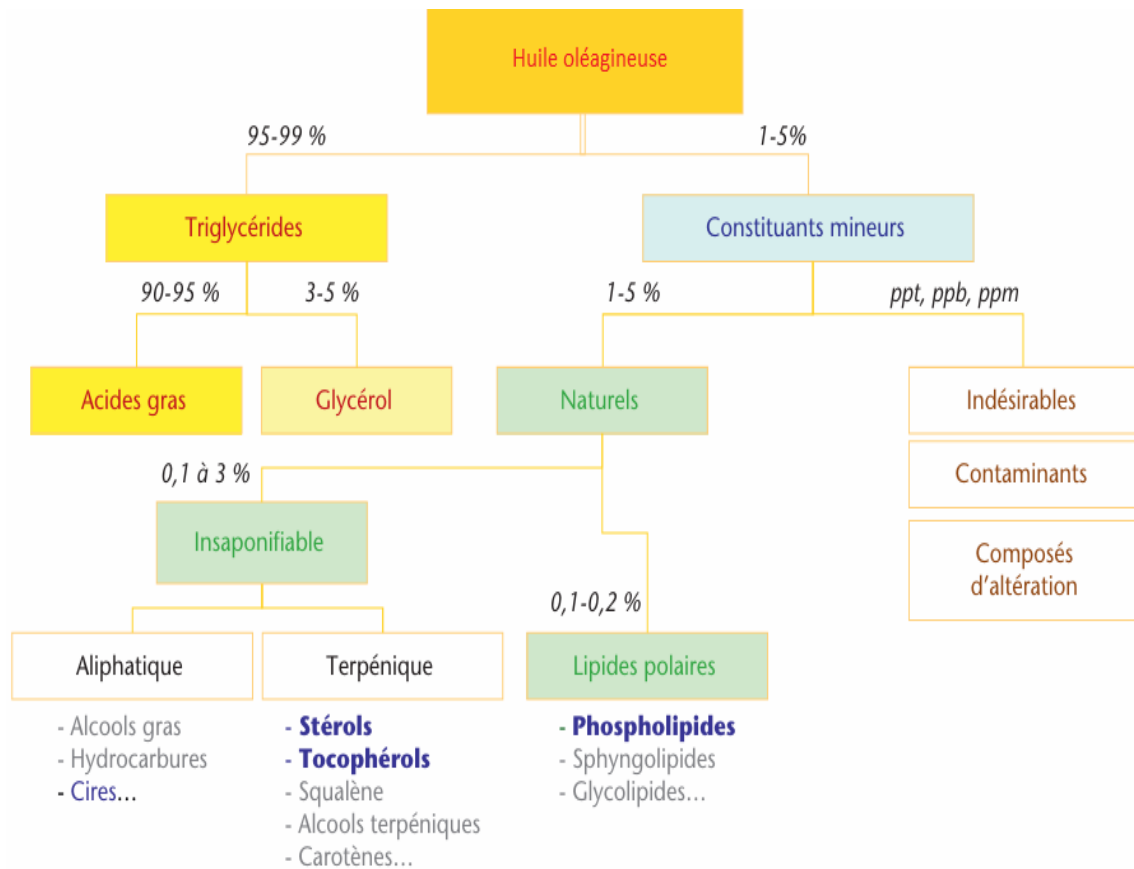 Huile oléagineuse
95-99 %
1-5%
Triglycérides
Constituants mineurs
90-95 %
3-5 %
1-5 %
ppt, ppb, ppm
Acides gras
Glycérol
Naturels
Indésirables
Contaminants
Composés
d'altération
0,1 à 3 %
Insaponifiable
0,1-0,2 %
Aliphatique
Terpénique
Lipides polaires
- Alcools gras
- Hydrocarbures
- Cires...
- Stérols
- Tocophérols
- Squalène
- Alcools terpéniques
- Carotènes...
- Phospholipides
- Sphyngolipides
- Glycolipides...